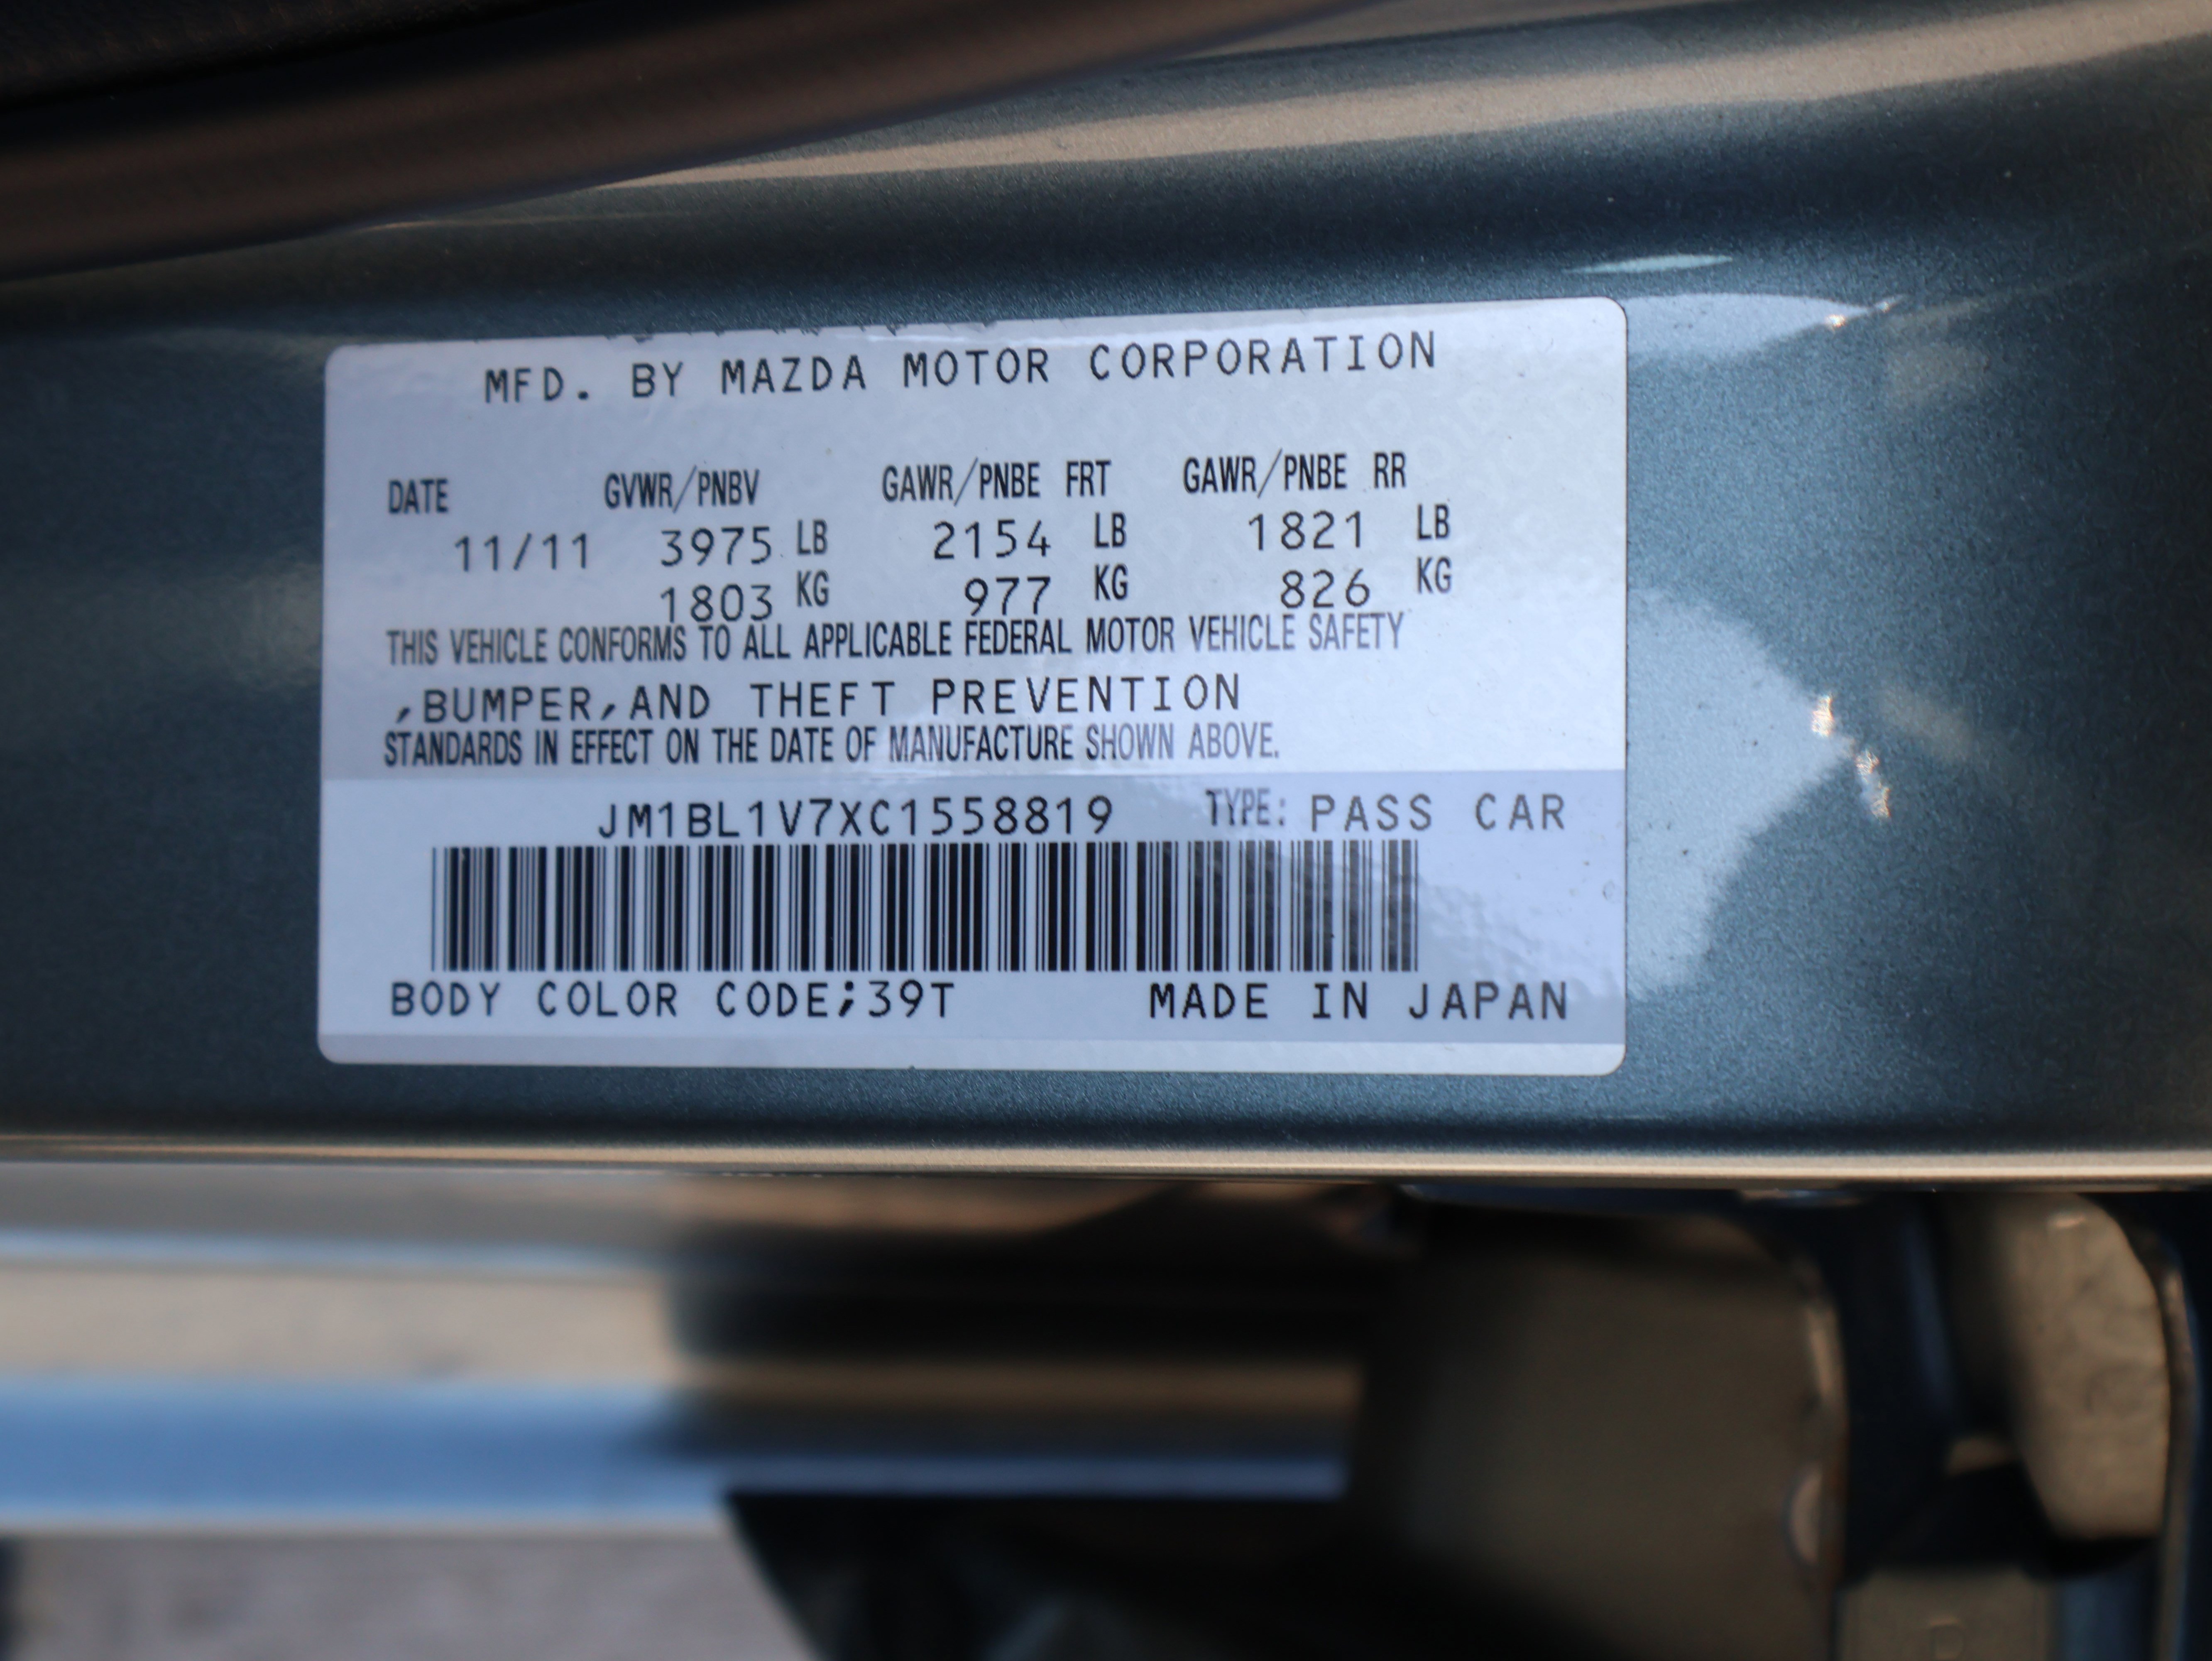 MFD. BY MAZDA MOTOR CORPORATION
DATE GVWR/PNBV GAWR/PNBE FRT GAWR/PNBE RR
11/11 3975 LB 2154 LB 1821 LB
1803 KG 977 KG 826 KG
THIS VEHICLE CONFORMS TO ALL APPLICABLE FEDERAL MOTOR VEHICLE SAFETY
,BUMPER,AND THEFT PREVENTION
STANDARDS IN EFFECT ON THE DATE OF MANUFACTURE SHOWN ABOVE.
JM1BL1V7XC1558819 TYPE: PASS CAR
BODY COLOR CODE;39T MADE IN JAPAN